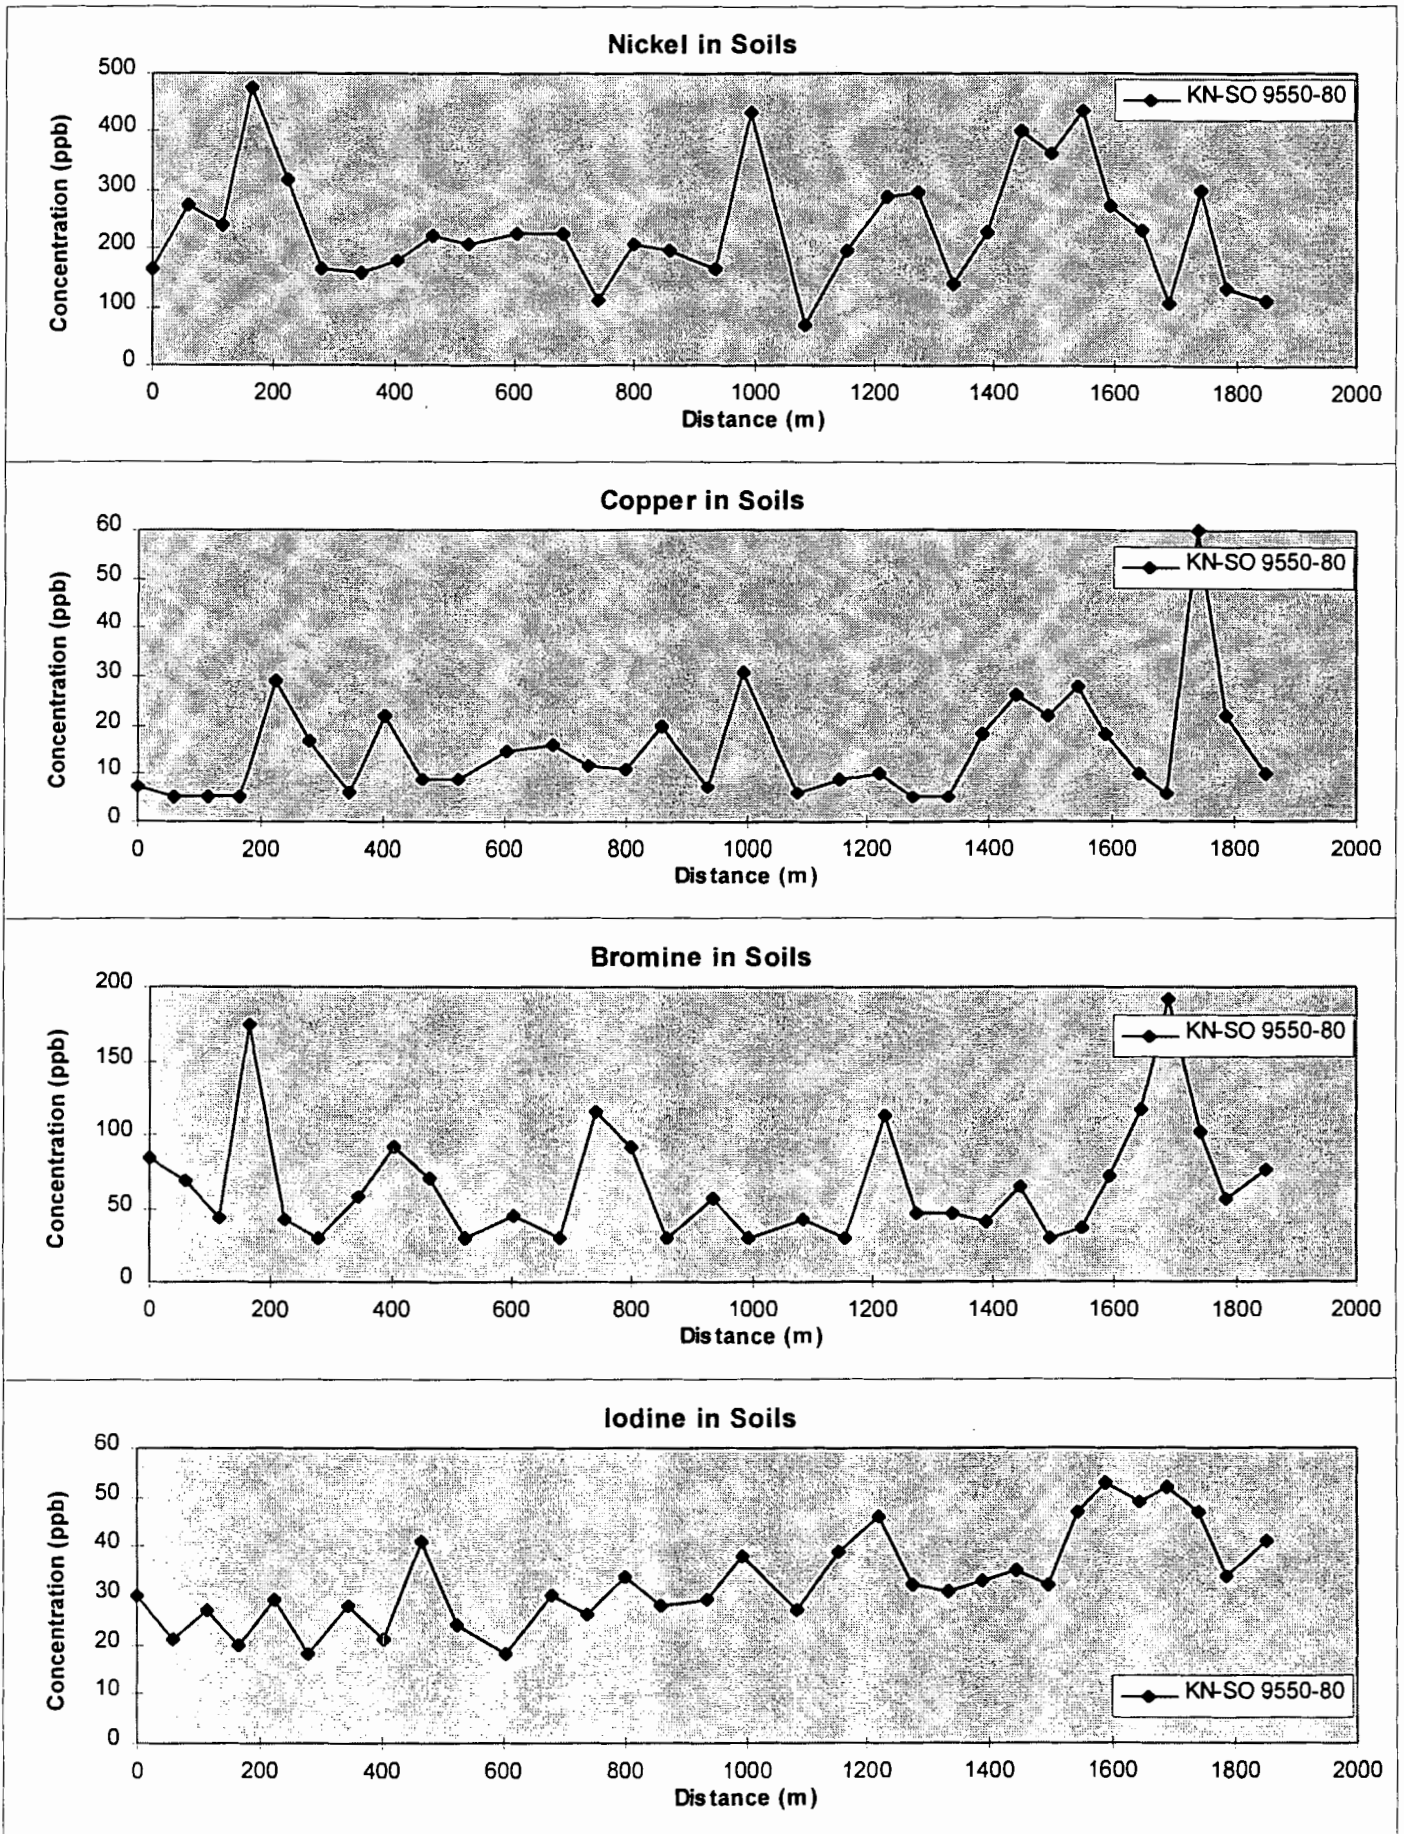 Nickel in Soils
500
400
300
200
100
0
Concentration (ppb)
KN-SO 9550-80
0 200 400 600 800 1000 1200 1400 1600 1800 2000
Distance (m)
Copper in Soils
60
50
40
30
20
10
0
Concentration (ppb)
KN-SO 9550-80
0 200 400 600 800 1000 1200 1400 1600 1800 2000
Distance (m)
Bromine in Soils
200
150
100
50
0
Concentration (ppb)
KN-SO 9550-80
0 200 400 600 800 1000 1200 1400 1600 1800 2000
Distance (m)
Iodine in Soils
60
50
40
30
20
10
0
Concentration (ppb)
KN-SO 9550-80
0 200 400 600 800 1000 1200 1400 1600 1800 2000
Distance (m)